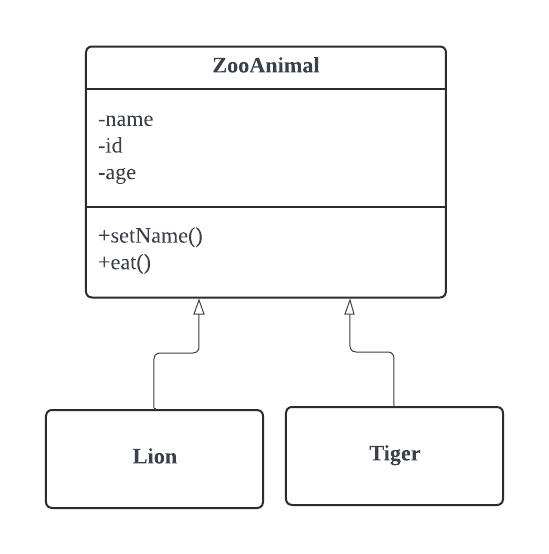 ZooAnimal
-name
-id
-age
+setName()
+eat()
Lion
Tiger